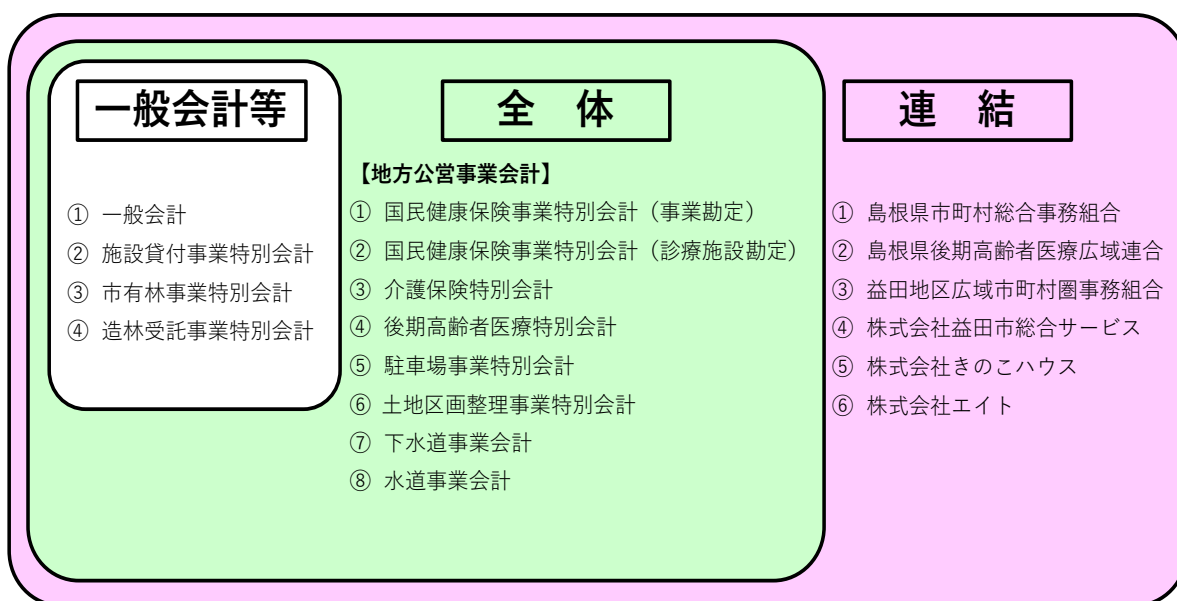 一般会計等
① 一般会計
② 施設貸付事業特別会計
③ 市有林事業特別会計
④ 造林受託事業特別会計
全　体
【地方公営事業会計】
① 国民健康保険事業特別会計（事業勘定）
② 国民健康保険事業特別会計（診療施設勘定）
③ 介護保険特別会計
④ 後期高齢者医療特別会計
⑤ 駐車場事業特別会計
⑥ 土地区画整理事業特別会計
⑦ 下水道事業会計
⑧ 水道事業会計
連　結
① 島根県市町村総合事務組合
② 島根県後期高齢者医療広域連合
③ 益田地区広域市町村圏事務組合
④ 株式会社益田市総合サービス
⑤ 株式会社きのこハウス
⑥ 株式会社エイト